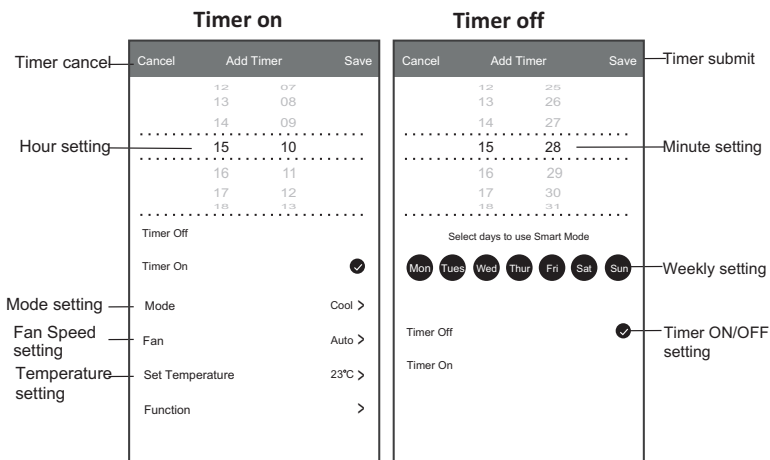 Timer on
Timer off
Timer cancel
Cancel Add Timer Save
Cancel Add Timer Save
Timer submit
12 07
13 08
14 09
15 10
16 11
17 12
18 13
Hour setting
12 25
13 26
14 27
15 28
16 29
17 30
18 31
Minute setting
Timer Off
Timer On
Mode setting
Mode Cool >
Fan Speed
setting
Fan Auto >
Temperature
setting
Set Temperature 23°C >
Function >
Select days to use Smart Mode
Mon Tues Wed Thur Fri Sat Sun
Weekly setting
Timer Off
Timer On
Timer ON/OFF
setting